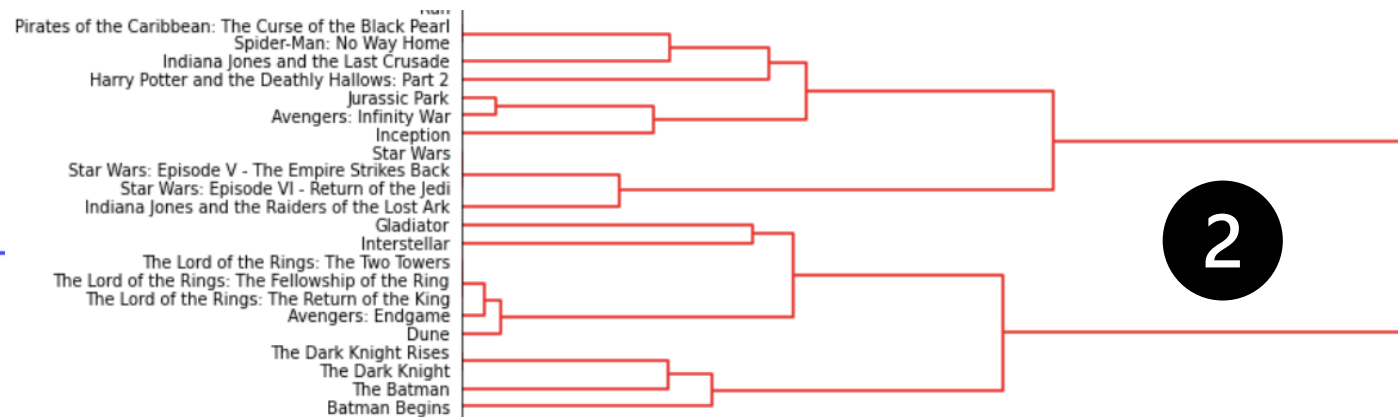 Pirates of the Caribbean: The Curse of the Black Pearl
Spider-Man: No Way Home
Indiana Jones and the Last Crusade
Harry Potter and the Deathly Hallows: Part 2
Jurassic Park
Avengers: Infinity War
Inception
Star Wars
Star Wars: Episode V - The Empire Strikes Back
Star Wars: Episode VI - Return of the Jedi
Indiana Jones and the Raiders of the Lost Ark
Gladiator
Interstellar
The Lord of the Rings: The Two Towers
The Lord of the Rings: The Fellowship of the Ring
The Lord of the Rings: The Return of the King
Avengers: Endgame
Dune
The Dark Knight Rises
The Dark Knight
The Batman
Batman Begins
2